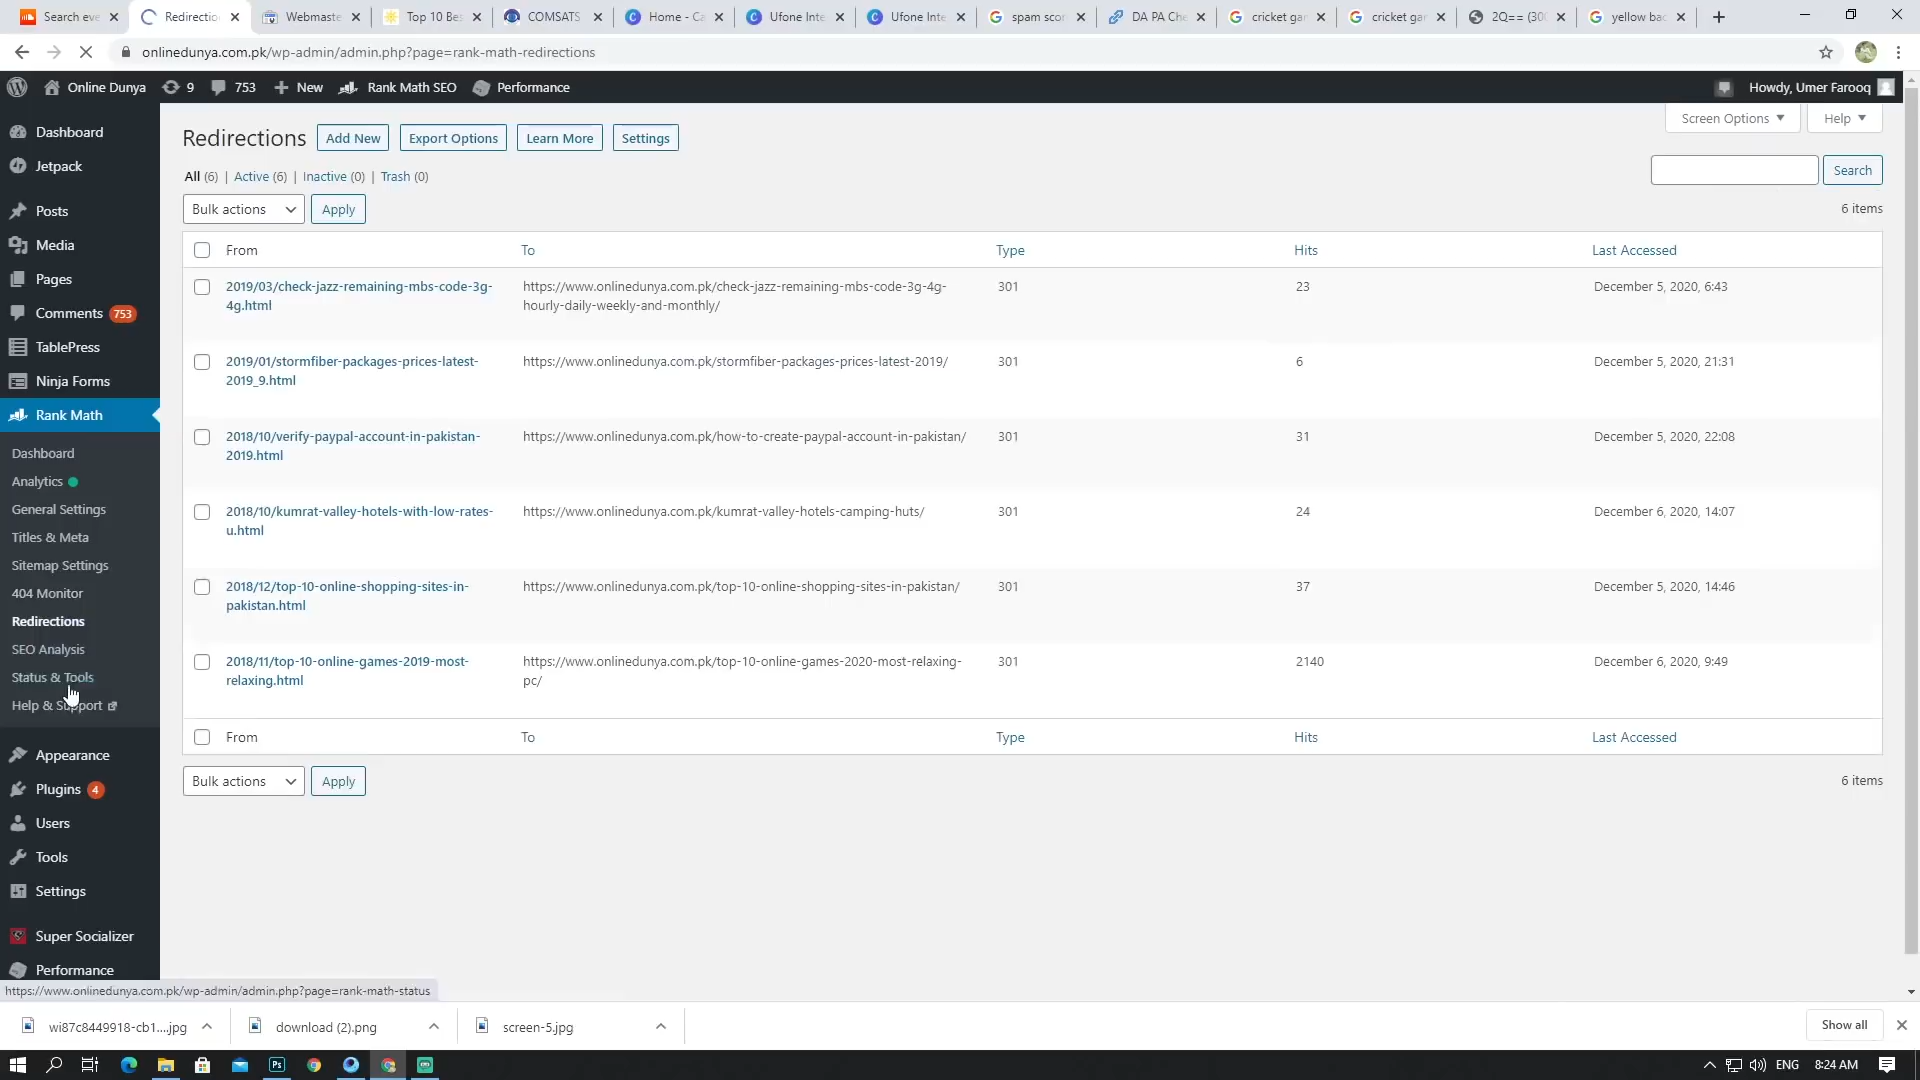 Search eve
Redirectio
Webmaste
Top 10 Be
COMSATS
Home - Ca
Ufone Inte
Ufone Inte
spam scor
DA PA Che
cricket gar
cricket gar
2Q== (300
yellow bac
onlinedunya.com.pk/wp-admin/admin.php?page=rank-math-redirections
Online Dunya 9 753 New Rank Math SEO Performance Howdy, Umer Farooq
Dashboard
Jetpack
Posts
Media
Pages
Comments 753
TablePress
Ninja Forms
Rank Math
Dashboard
Analytics
General Settings
Titles & Meta
Sitemap Settings
404 Monitor
Redirections
SEO Analysis
Status & Tools
Help & Support
Appearance
Plugins 4
Users
Tools
Settings
Super Socializer
Performance
Screen Options Help
Redirections Add New Export Options Learn More Settings
All (6) | Active (6) | Inactive (0) | Trash (0)
Search
Bulk actions Apply
6 items
From To Type Hits Last Accessed
2019/03/check-jazz-remaining-mbs-code-3g-
4g.html
https://www.onlinedunya.com.pk/check-jazz-remaining-mbs-code-3g-4g-
hourly-daily-weekly-and-monthly/
301 23 December 5, 2020, 6:43
2019/01/stormfiber-packages-prices-latest-
2019_9.html
https://www.onlinedunya.com.pk/stormfiber-packages-prices-latest-2019/
301 6 December 5, 2020, 21:31
2018/10/verify-paypal-account-in-pakistan-
2019.html
https://www.onlinedunya.com.pk/how-to-create-paypal-account-in-pakistan/
301 31 December 5, 2020, 22:08
2018/10/kumrat-valley-hotels-with-low-rates-
u.html
https://www.onlinedunya.com.pk/kumrat-valley-hotels-camping-huts/
301 24 December 6, 2020, 14:07
2018/12/top-10-online-shopping-sites-in-
pakistan.html
https://www.onlinedunya.com.pk/top-10-online-shopping-sites-in-pakistan/
301 37 December 5, 2020, 14:46
2018/11/top-10-online-games-2019-most-
relaxing.html
https://www.onlinedunya.com.pk/top-10-online-games-2020-most-relaxing-
pc/
301 2140 December 6, 2020, 9:49
From To Type Hits Last Accessed
Bulk actions Apply
6 items
https://www.onlinedunya.com.pk/wp-admin/admin.php?page=rank-math-status
wi87c8449918-cb1....jpg
download (2).png
screen-5.jpg
Show all
Ps
ENG 8:24 AM